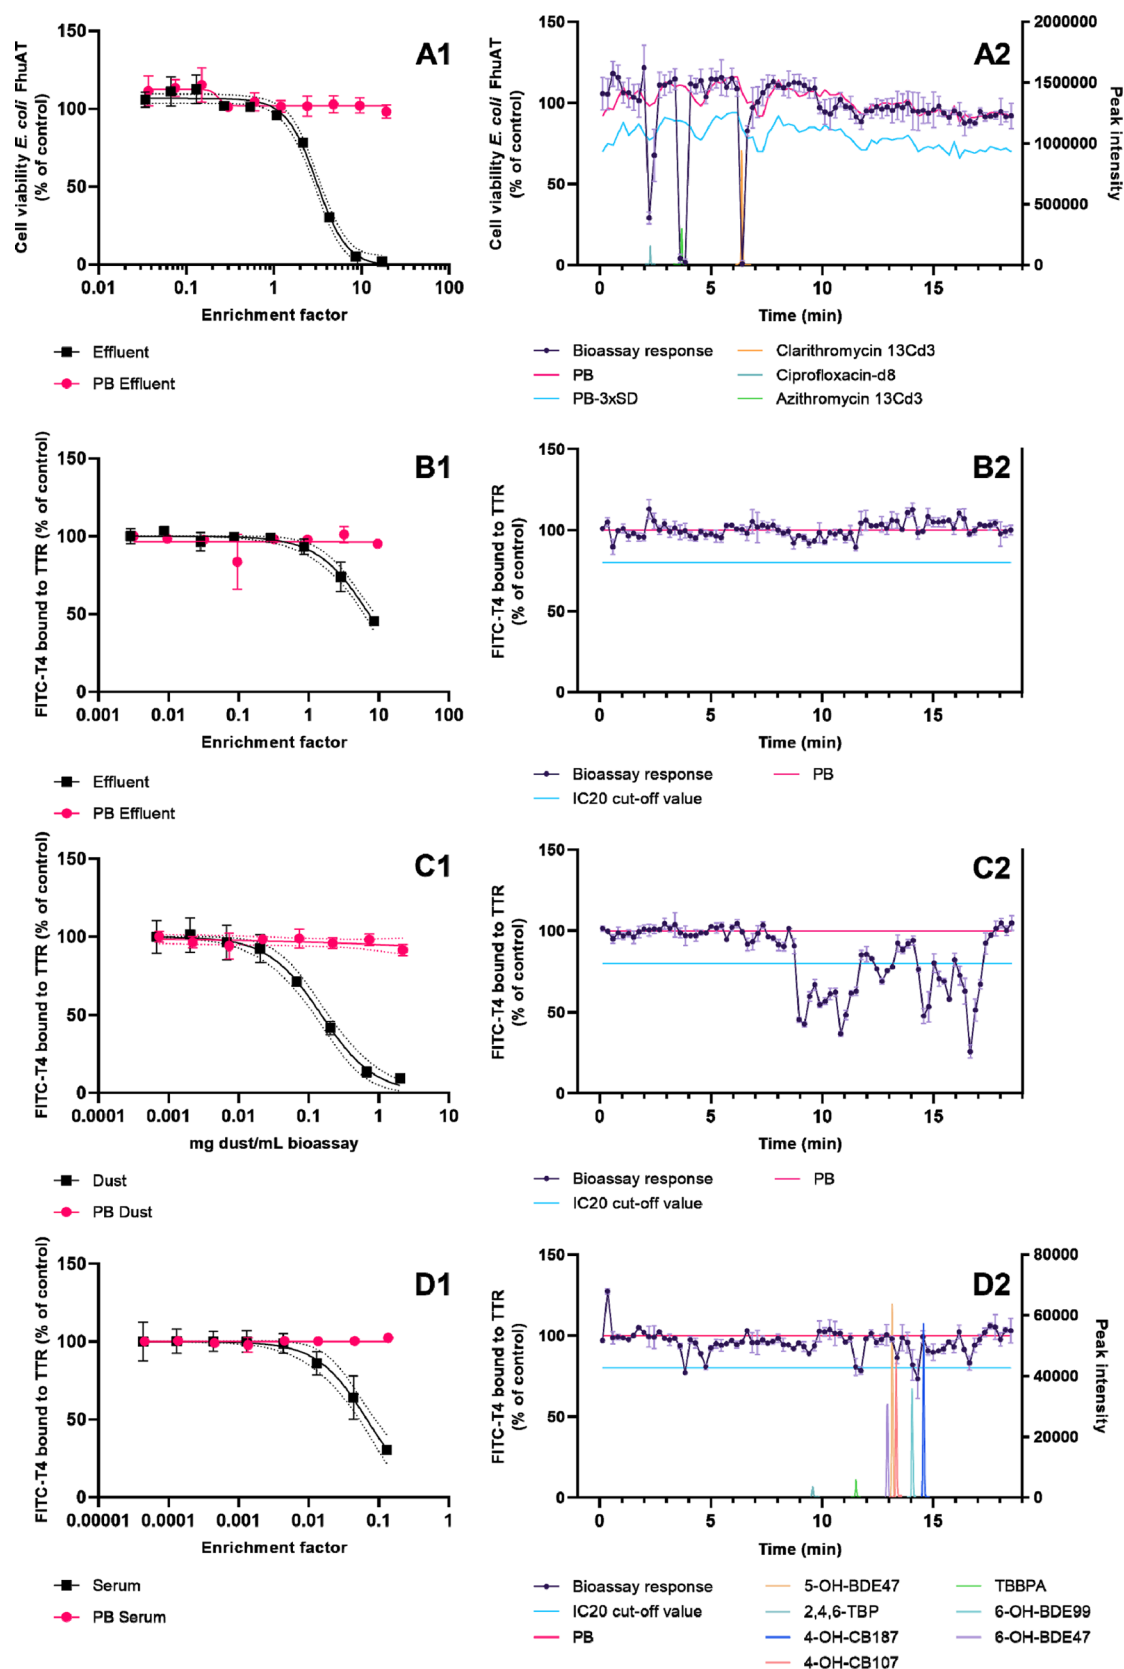 A1
Cell viability E. coli FhuAT
(% of control)
150
100
50
0
0.01
0.1
1
10
100
Enrichment factor
Effluent
PB Effluent
A2
Cell viability E. coli FhuAT
(% of control)
150
100
50
0
2000000
1500000
1000000
500000
0
Peak intensity
0
5
10
15
Time (min)
Bioassay response
PB
PB-3xSD
Clarithromycin 13Cd3
Ciprofloxacin-d8
Azithromycin 13Cd3
B1
FITC-T4 bound to TTR (% of control)
150
100
50
0
0.001
0.01
0.1
1
10
100
Enrichment factor
Effluent
PB Effluent
B2
FITC-T4 bound to TTR
(% of control)
150
100
50
0
0
5
10
15
Time (min)
Bioassay response
IC20 cut-off value
PB
C1
FITC-T4 bound to TTR (% of control)
150
100
50
0
0.0001
0.001
0.01
0.1
1
10
mg dust/mL bioassay
Dust
PB Dust
C2
FITC-T4 bound to TTR
(% of control)
150
100
50
0
0
5
10
15
Time (min)
Bioassay response
IC20 cut-off value
PB
D1
FITC-T4 bound to TTR (% of control)
150
100
50
0
0.00001
0.0001
0.001
0.01
0.1
1
Enrichment factor
Serum
PB Serum
D2
FITC-T4 bound to TTR
(% of control)
150
100
50
0
80000
60000
40000
20000
0
Peak intensity
0
5
10
15
Time (min)
Bioassay response
IC20 cut-off value
PB
5-OH-BDE47
2,4,6-TBP
4-OH-CB187
4-OH-CB107
TBBPA
6-OH-BDE99
6-OH-BDE47